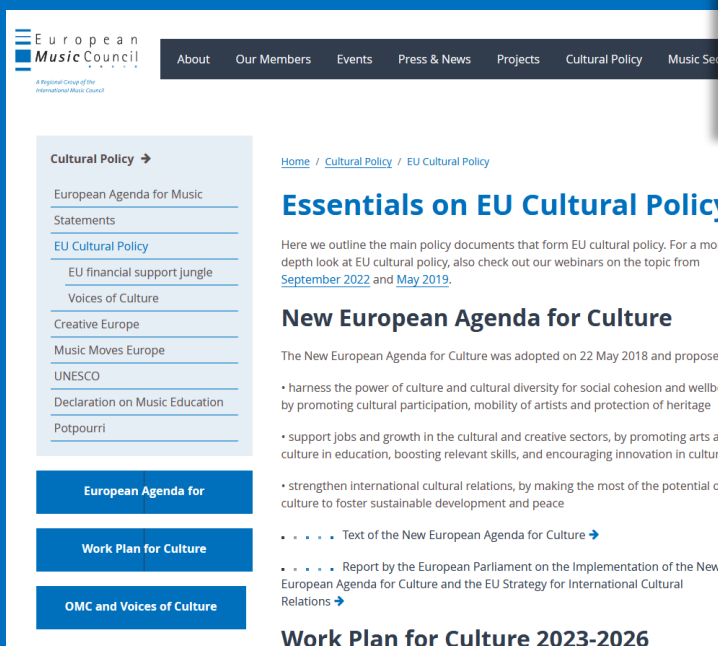 European
Music Council
A Regional Group of the
International Music Council
About Our Members Events Press & News Projects Cultural Policy Music
Cultural Policy →
European Agenda for Music
Statements
EU Cultural Policy
EU financial support jungle
Voices of Culture
Creative Europe
Music Moves Europe
UNESCO
Declaration on Music Education
Potpourri
European Agenda for
Work Plan for Culture
OMC and Voices of Culture
Home / Cultural Policy / EU Cultural Policy
Essentials on EU Cultural Policy
Here we outline the main policy documents that form EU cultural policy. For a mo
depth look at EU cultural policy, also check out our webinars on the topic from
September 2022 and May 2019.
New European Agenda for Culture
The New European Agenda for Culture was adopted on 22 May 2018 and propose
• harness the power of culture and cultural diversity for social cohesion and wellbe
by promoting cultural participation, mobility of artists and protection of heritage
• support jobs and growth in the cultural and creative sectors, by promoting arts a
culture in education, boosting relevant skills, and encouraging innovation in cultur
• strengthen international cultural relations, by making the most of the potential o
culture to foster sustainable development and peace
Text of the New European Agenda for Culture →
Report by the European Parliament on the Implementation of the New
European Agenda for Culture and the EU Strategy for International Cultural
Relations →
Work Plan for Culture 2023-2026